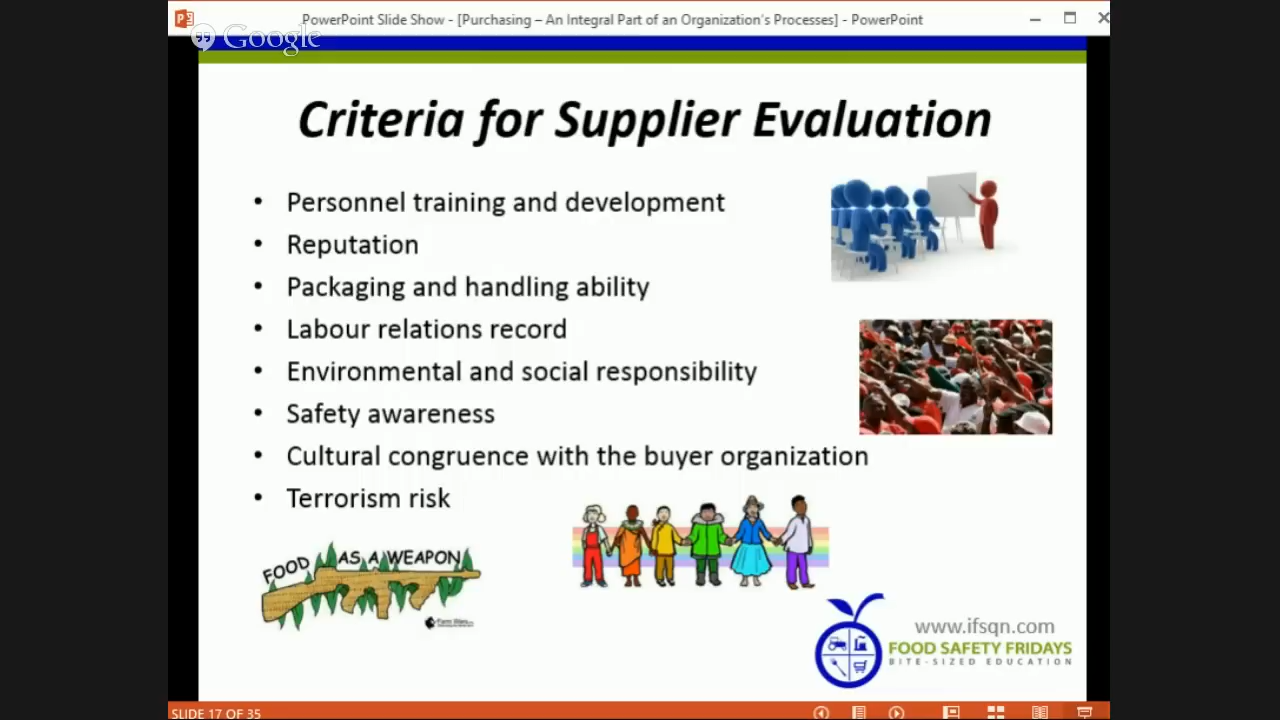 PowerPoint Slide Show - [Purchasing – An Integral Part of an Organization's Processes] - PowerPoint
Google
Criteria for Supplier Evaluation
• Personnel training and development
• Reputation
• Packaging and handling ability
• Labour relations record
• Environmental and social responsibility
• Safety awareness
• Cultural congruence with the buyer organization
• Terrorism risk
FOOD AS A WEAPON
www.ifsqn.com
FOOD SAFETY FRIDAYS
BITE-SIZED EDUCATION
SLIDE 17 OF 35